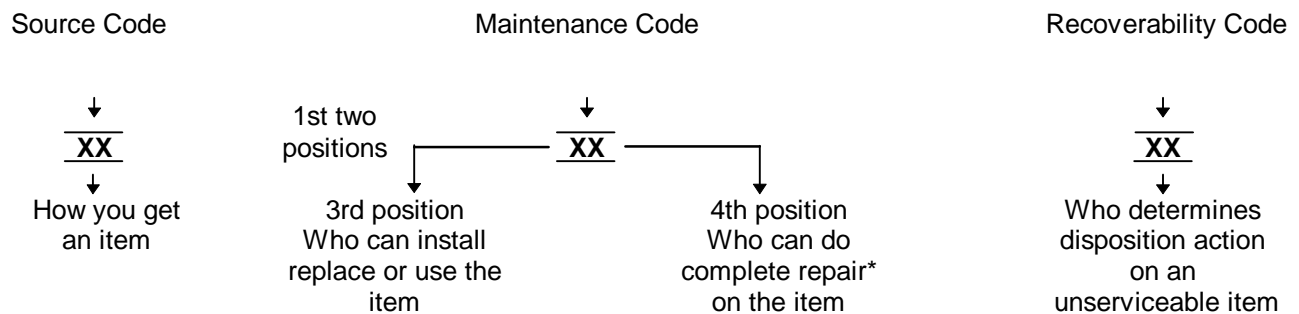 Source Code
Maintenance Code
Recoverability Code
1st two
positions
XX
XX
XX
How you get
an item
3rd position
Who can install
replace or use the
item
4th position
Who can do
complete repair*
on the item
Who determines
disposition action
on an
unserviceable item